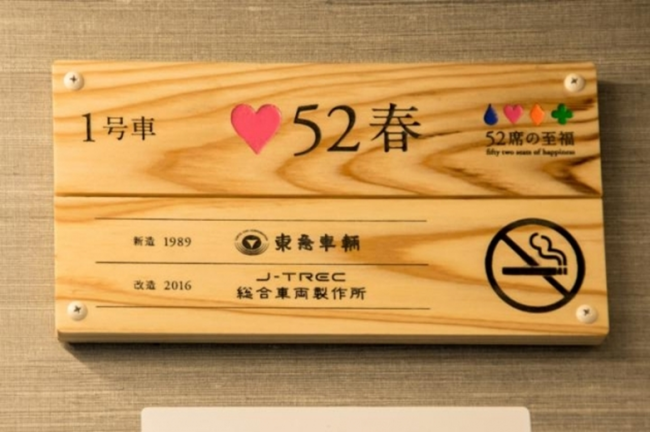 1号車
♥52春
52席の至福
fifty two seats of happiness
新造 1989
東急車輛
改造 2016
J-TREC
総合車両製作所